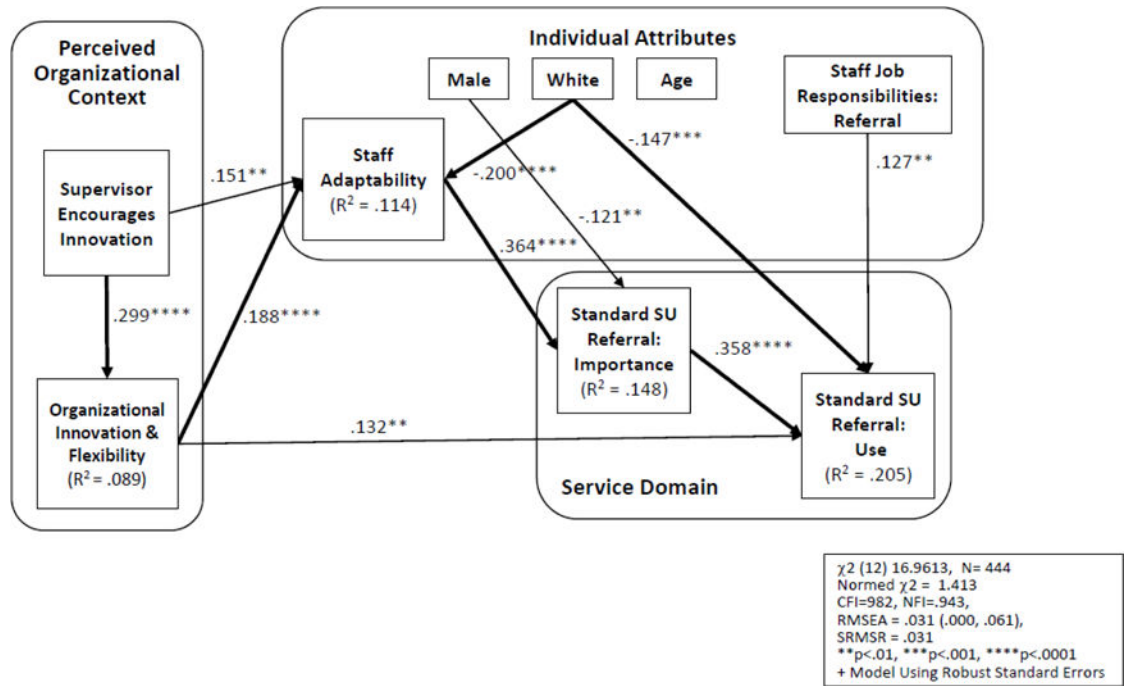 Perceived
Organizational
Context
Individual Attributes
Male
White
Age
Staff Job
Responsibilities:
Referral
Staff
Adaptability
(R² = .114)
Supervisor
Encourages
Innovation
.151**
-.200****
-.147***
.127**
-.121**
.364****
.299****
.188****
Standard SU
Referral:
Importance
(R² = .148)
.358****
Organizational
Innovation &
Flexibility
(R² = .089)
.132**
Standard SU
Referral:
Use
(R² = .205)
Service Domain
χ2 (12) 16.9613, N= 444
Normed χ2 = 1.413
CFI=982, NFI=.943,
RMSEA = .031 (.000, .061),
SRMSR = .031
**p<.01, ***p<.001, ****p<.0001
+ Model Using Robust Standard Errors